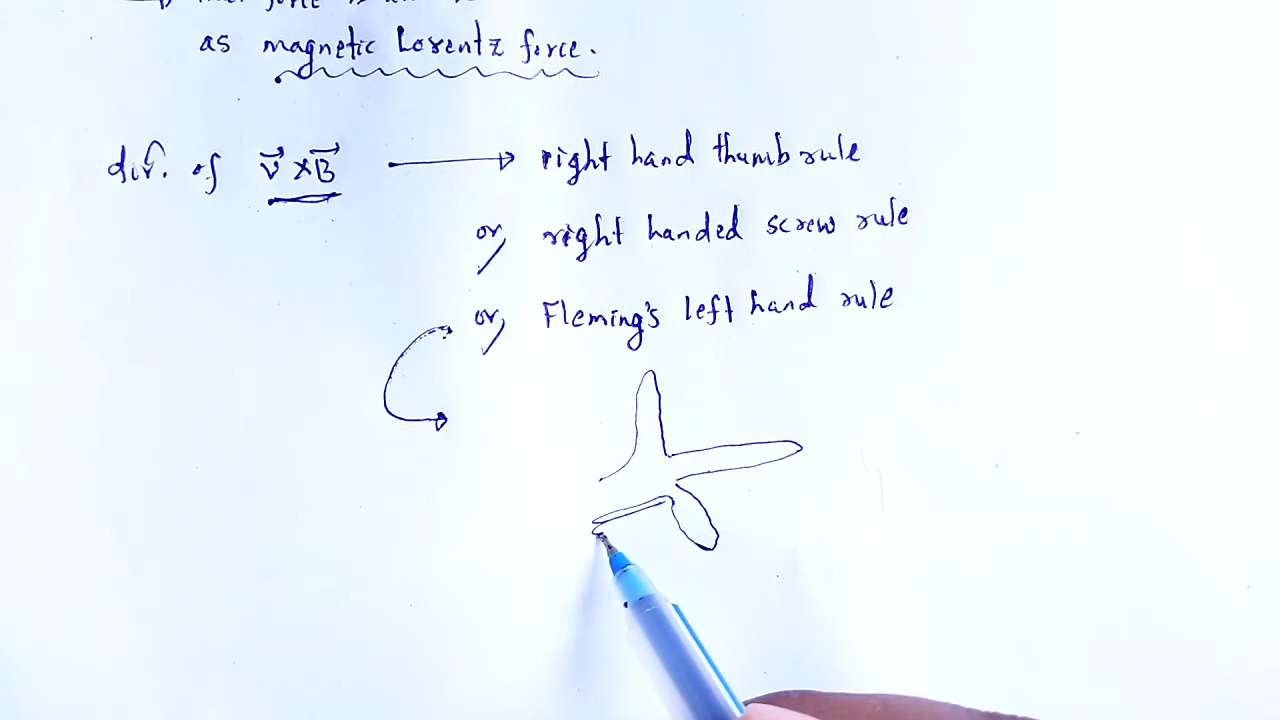 as magnetic Lorentz force.
dir. of v⃗ × B⃗ → right hand thumb rule
or, right handed screw rule
or, Fleming's left hand rule